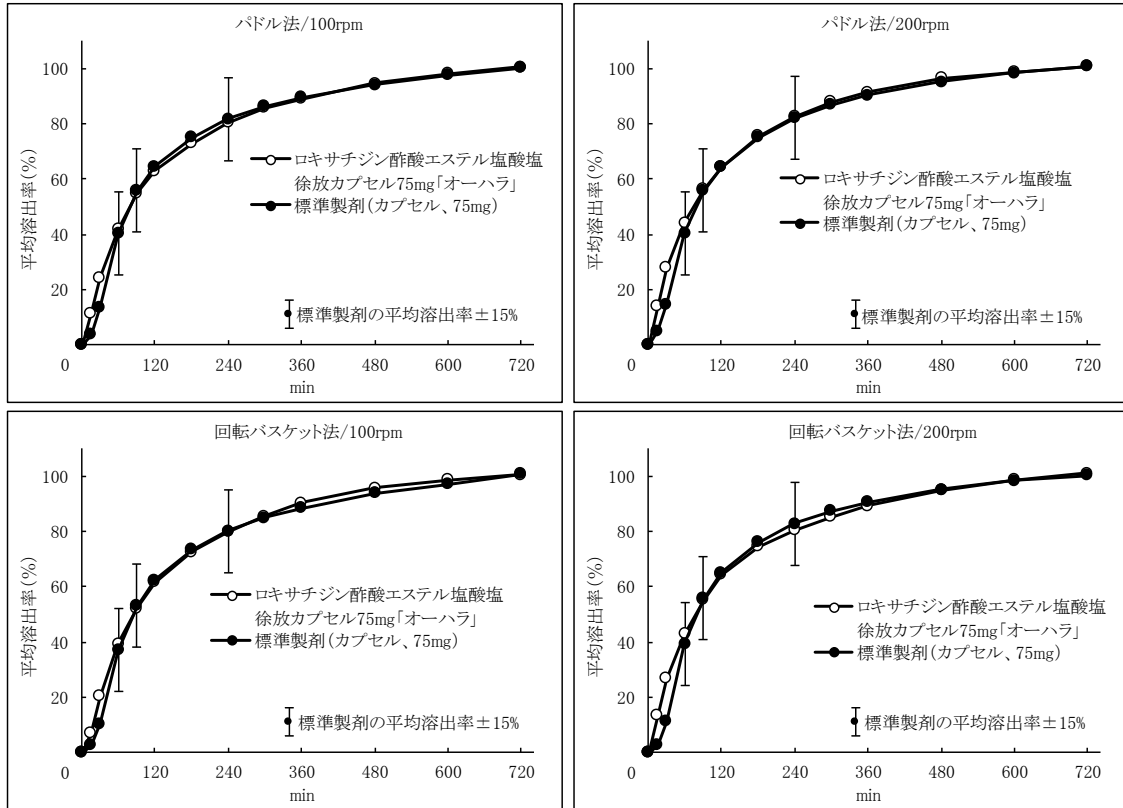 パドル法/100rpm
100
80
60
40
20
0
平均溶出率(%)
ロキサチジン酢酸エステル塩酸塩
徐放カプセル75mg「オーハラ」
標準製剤(カプセル、75mg)
標準製剤の平均溶出率±15%
120 240 360 480 600 720
min
パドル法/200rpm
100
80
60
40
20
0
平均溶出率(%)
ロキサチジン酢酸エステル塩酸塩
徐放カプセル75mg「オーハラ」
標準製剤(カプセル、75mg)
標準製剤の平均溶出率±15%
120 240 360 480 600 720
min
回転バスケット法/100rpm
100
80
60
40
20
0
平均溶出率(%)
ロキサチジン酢酸エステル塩酸塩
徐放カプセル75mg「オーハラ」
標準製剤(カプセル、75mg)
標準製剤の平均溶出率±15%
120 240 360 480 600 720
min
回転バスケット法/200rpm
100
80
60
40
20
0
平均溶出率(%)
ロキサチジン酢酸エステル塩酸塩
徐放カプセル75mg「オーハラ」
標準製剤(カプセル、75mg)
標準製剤の平均溶出率±15%
120 240 360 480 600 720
min